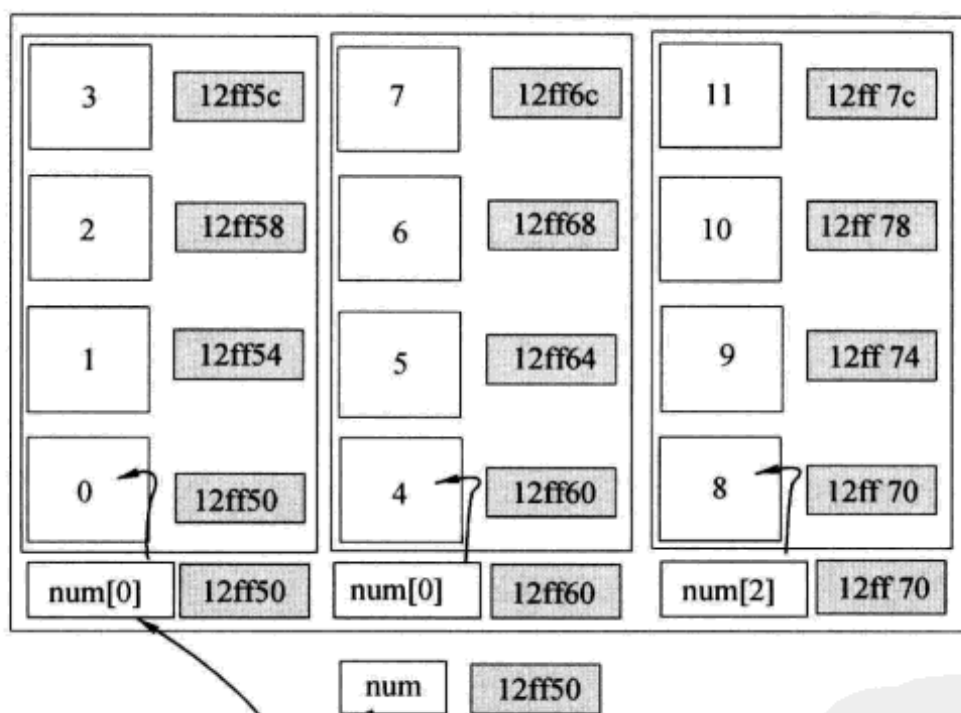 3 12ff5c 7 12ff6c 11 12ff 7c
2 12ff58 6 12ff68 10 12ff 78
1 12ff54 5 12ff64 9 12ff 74
0 12ff50 4 12ff60 8 12ff 70
num[0] 12ff50 num[0] 12ff60 num[2] 12ff 70
num 12ff50